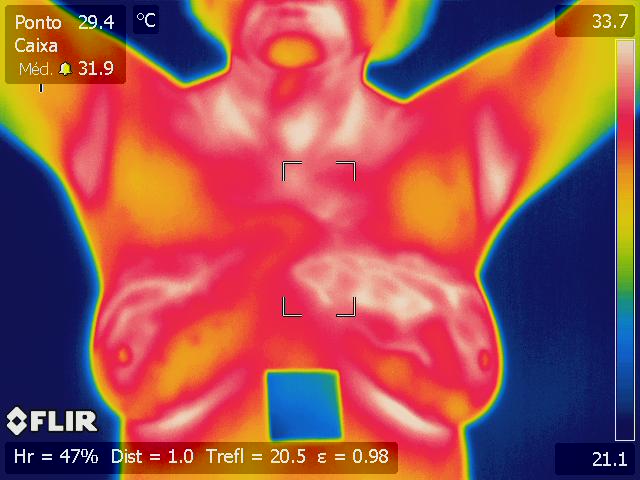 Ponto 29.4 °C
Caixa
Méd. 31.9
33.7
FLIR
Hr = 47% Dist = 1.0 Trefl = 20.5 ε = 0.98
21.1